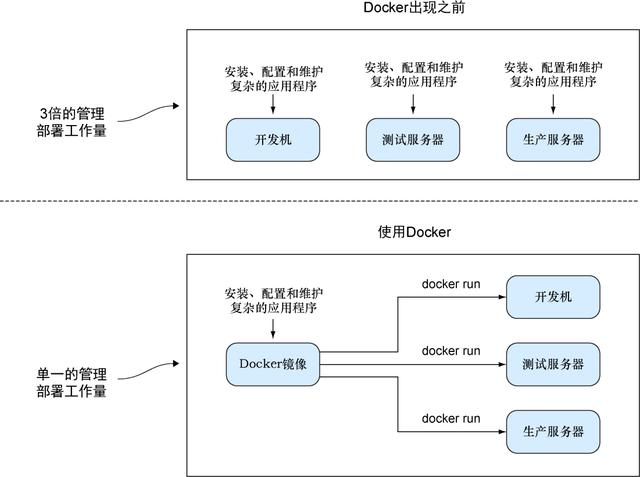 Docker出现之前
安装、配置和维护
复杂的应用程序
安装、配置和维护
复杂的应用程序
安装、配置和维护
复杂的应用程序
3倍的管理
部署工作量
开发机
测试服务器
生产服务器
使用Docker
安装、配置和维护
复杂的应用程序
docker run
开发机
单一的管理
部署工作量
Docker镜像
docker run
测试服务器
docker run
生产服务器